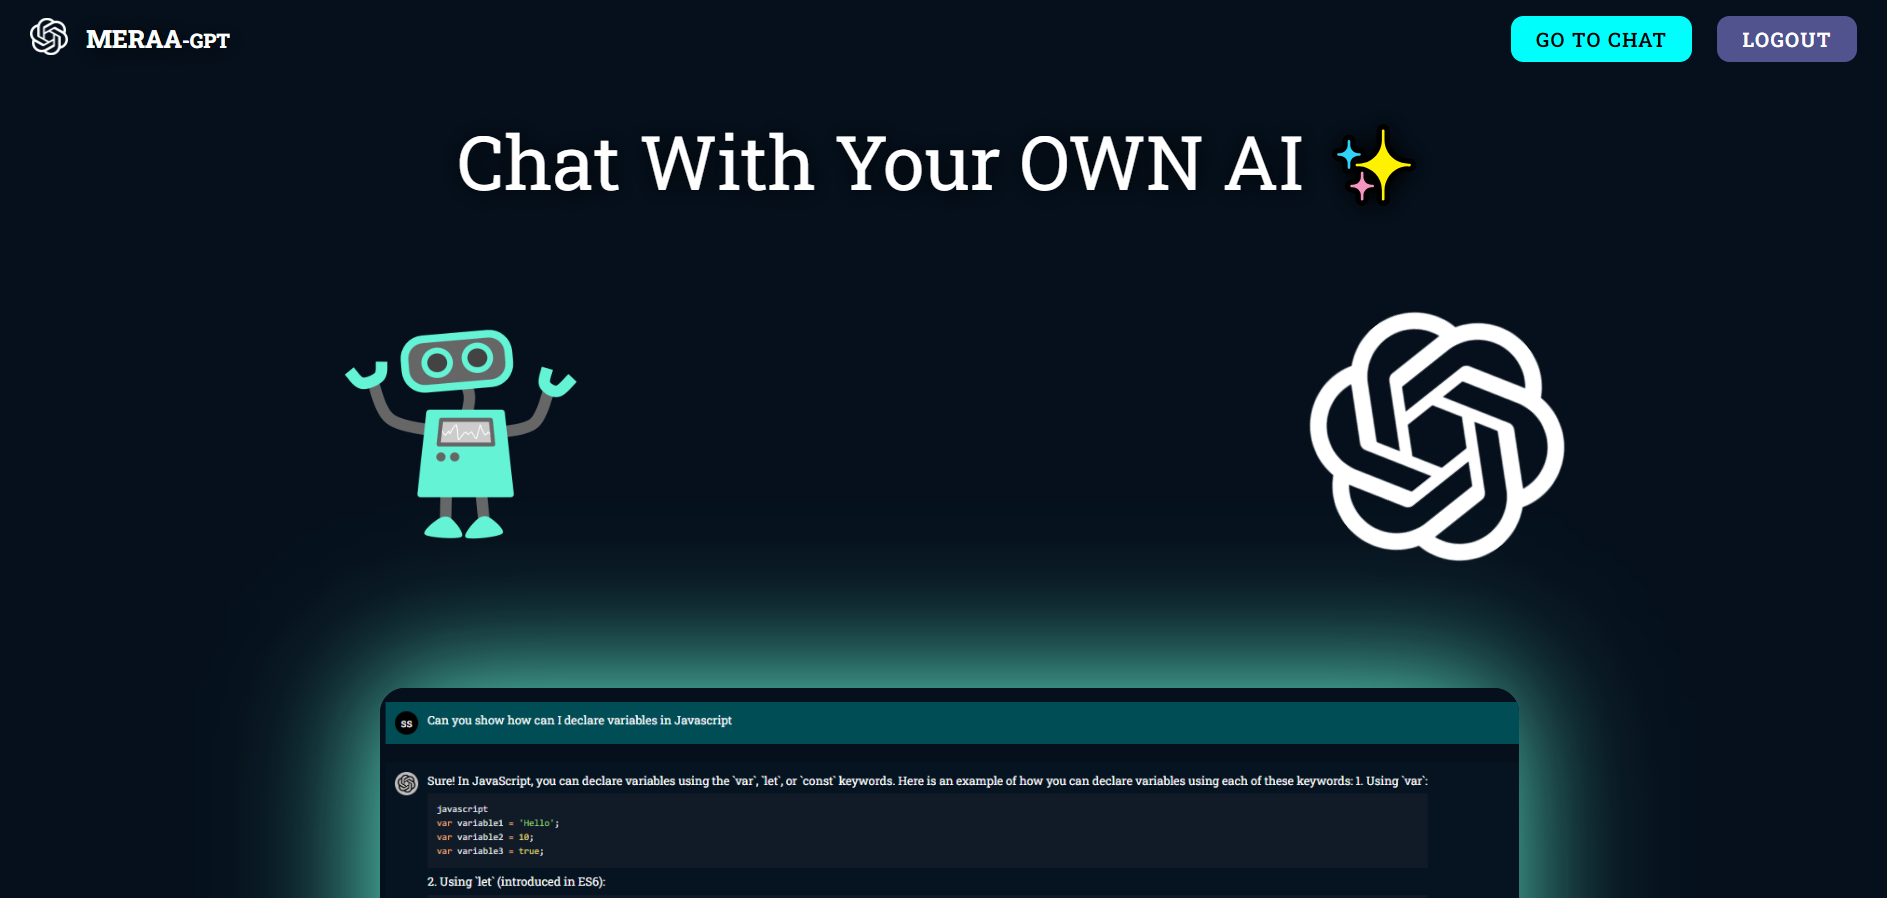 MERAA-GPT
GO TO CHAT
LOGOUT
Chat With Your OWN AI ✨
ss
Can you show how can I declare variables in Javascript
Sure! In JavaScript, you can declare variables using the `var`, `let`, or `const` keywords. Here is an example of how you can declare variables using each of these keywords: 1. Using `var`:
javascript
var variable1 = 'Hello';
var variable2 = 10;
var variable3 = true;
2. Using `let` (introduced in ES6):